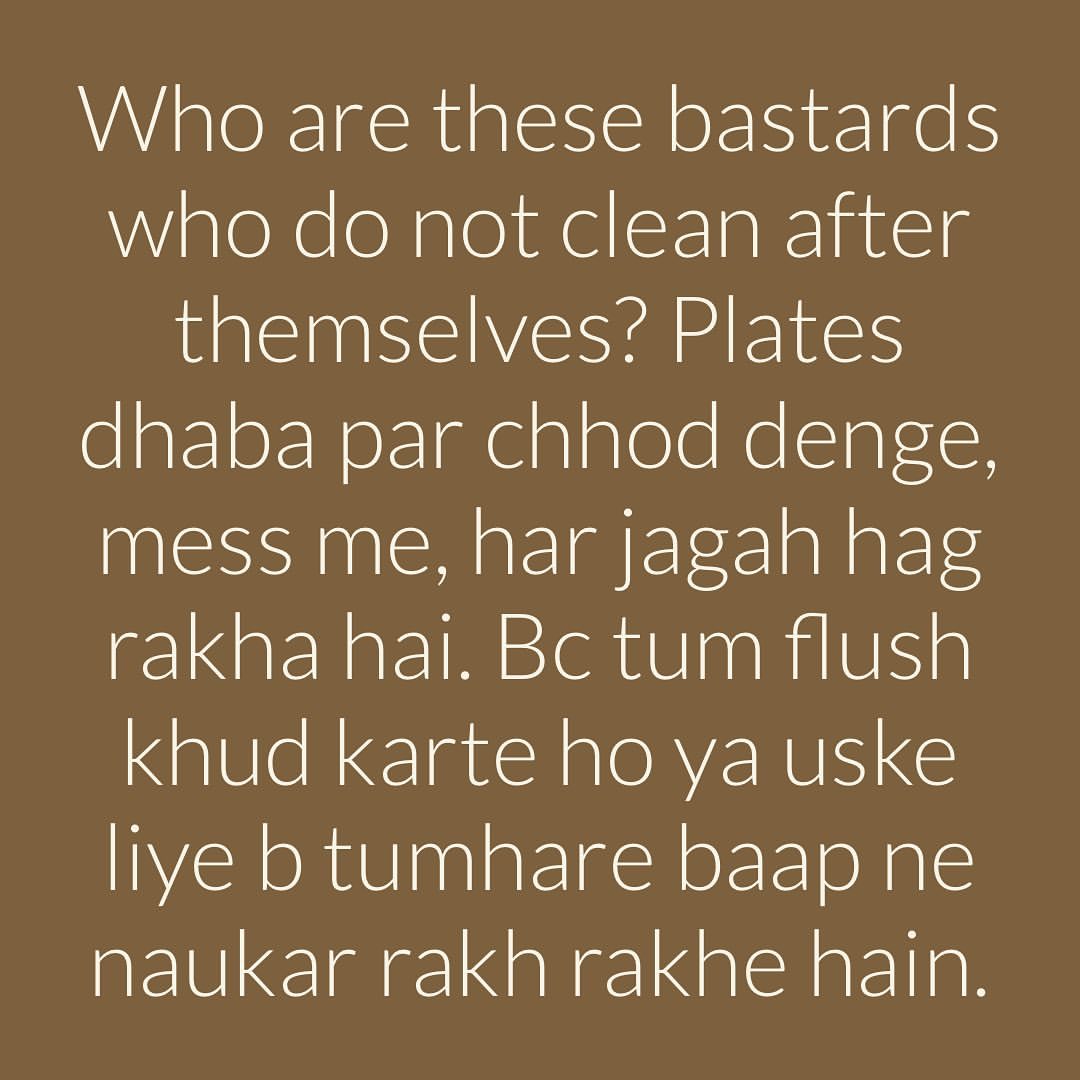 Who are these bastards
who do not clean after
themselves? Plates
dhaba par chhod denge,
mess me, har jagah hag
rakha hai. Bc tum flush
khud karte ho ya uske
liye b tumhare baap ne
naukar rakh rakhe hain.